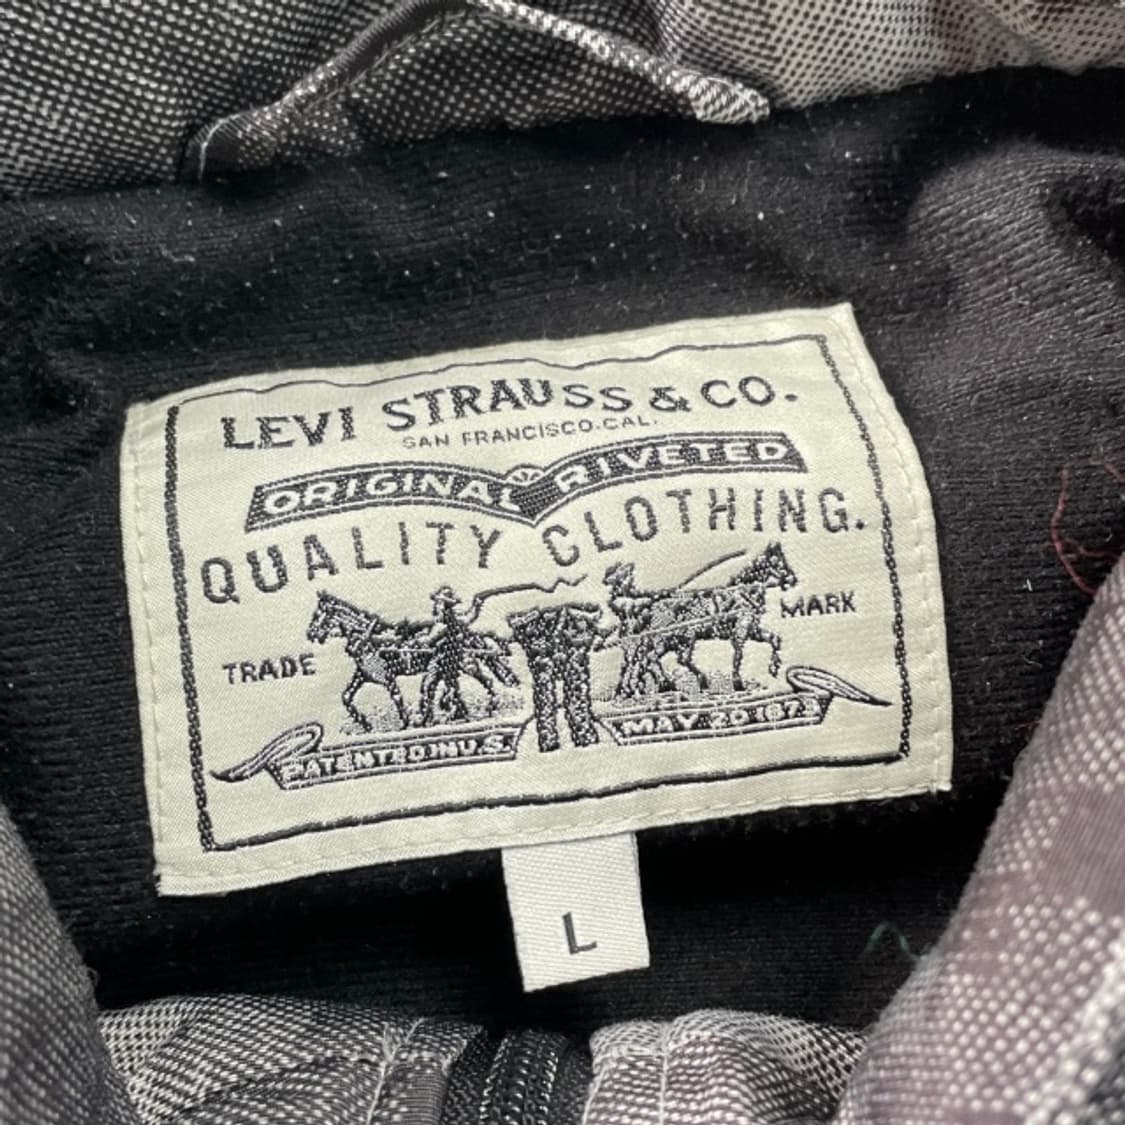 LEVI STRAUSS & CO.
SAN FRANCISCO.CAL.
ORIGINAL RIVETED
QUALITY CLOTHING.
TRADE MARK
PATENTED IN U.S. MAY 20 1873
L